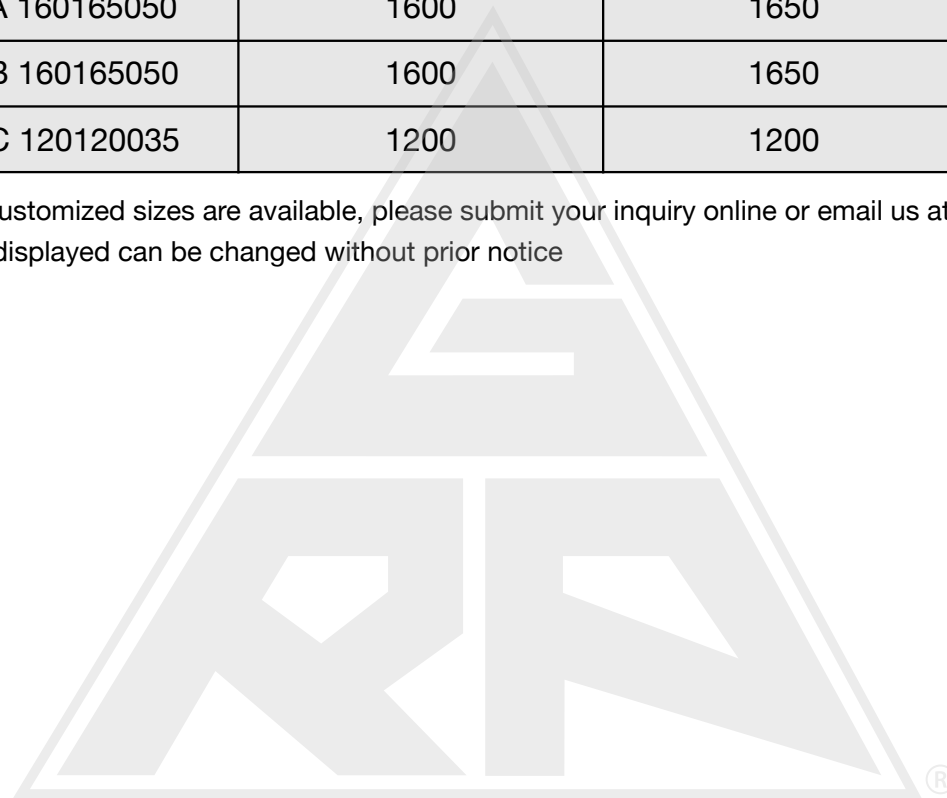 A 160165050 1600 1650
B 160165050 1600 1650
C 120120035 1200 1200
ustomized sizes are available, please submit your inquiry online or email us at
displayed can be changed without prior notice
GRP
®